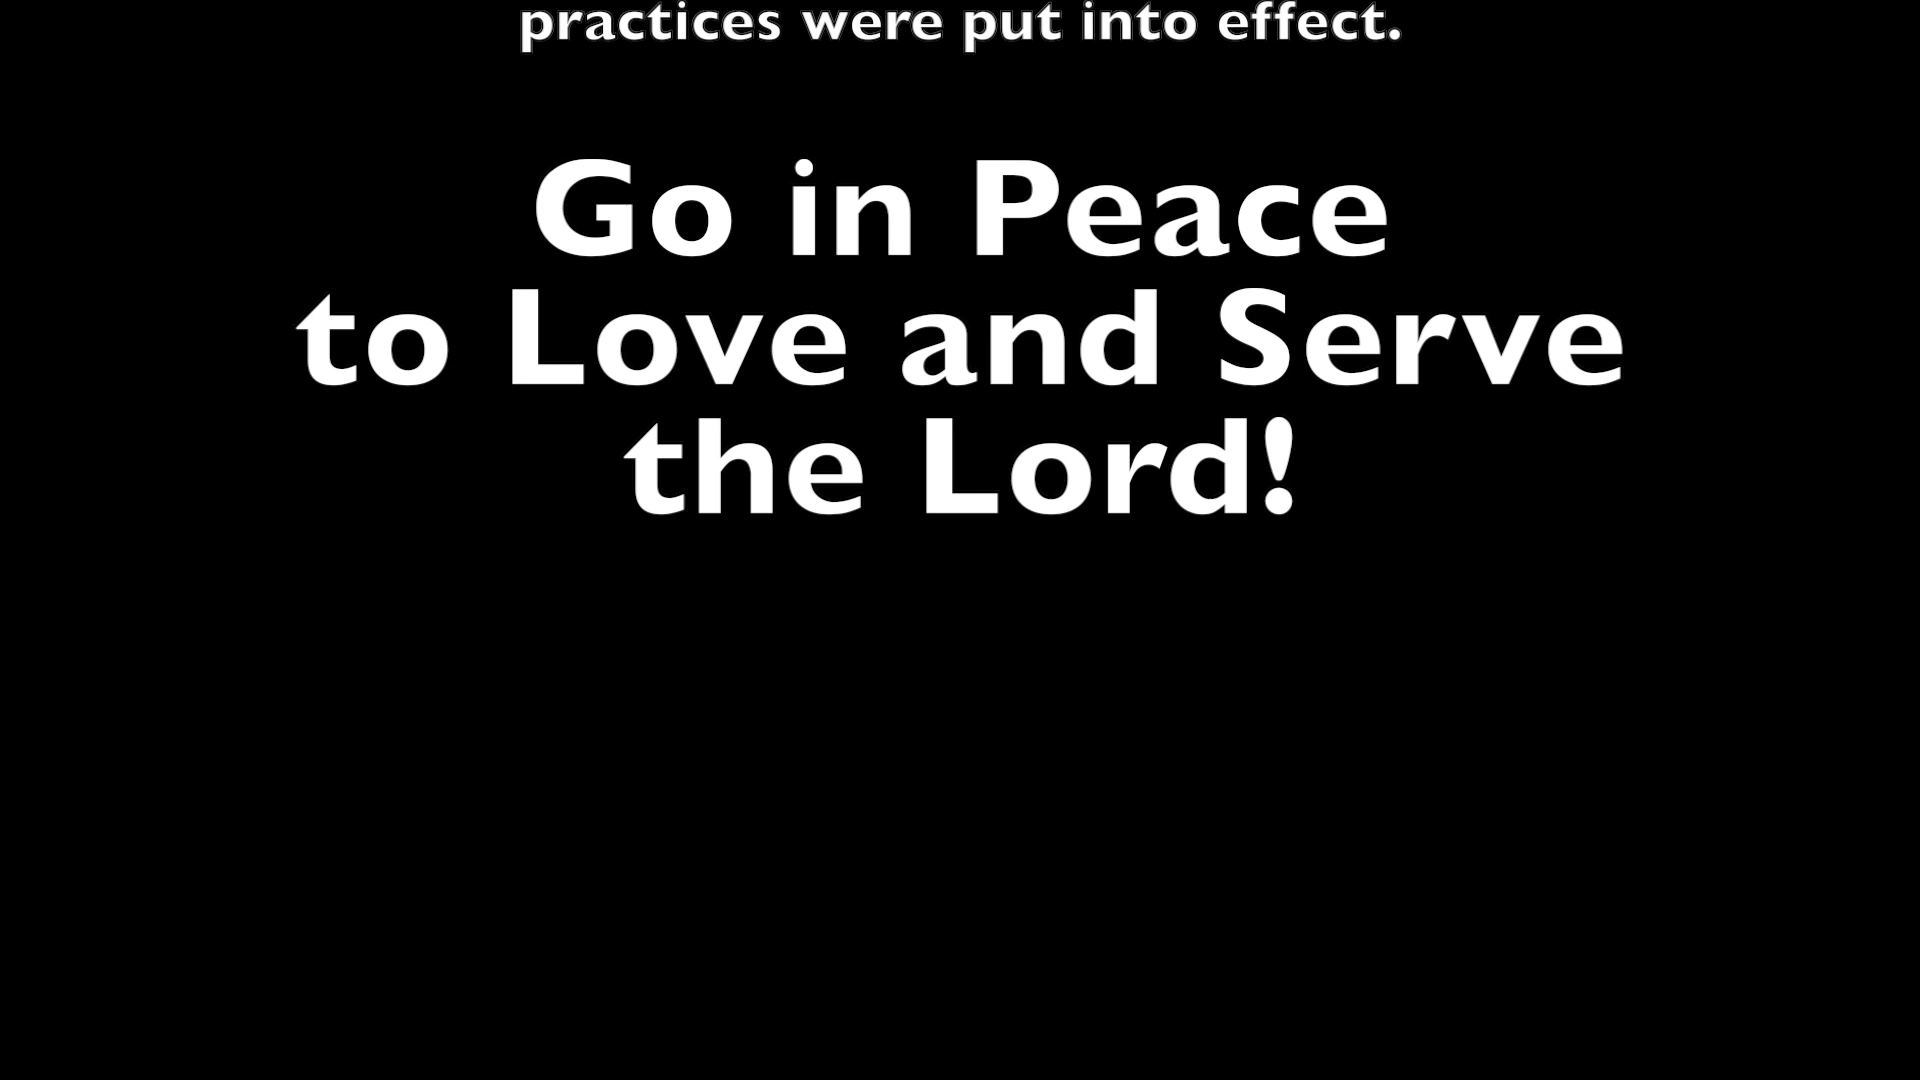 practices were put into effect.
Go in Peace
to Love and Serve
the Lord!